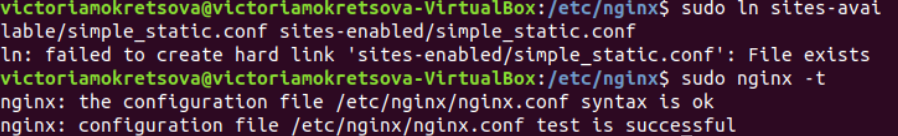 victoriamokretsova@victoriamokretsova-VirtualBox:/etc/nginx$ sudo ln sites-avai
lable/simple_static.conf sites-enabled/simple_static.conf
ln: failed to create hard link 'sites-enabled/simple_static.conf': File exists
victoriamokretsova@victoriamokretsova-VirtualBox:/etc/nginx$ sudo nginx -t
nginx: the configuration file /etc/nginx/nginx.conf syntax is ok
nginx: configuration file /etc/nginx/nginx.conf test is successful